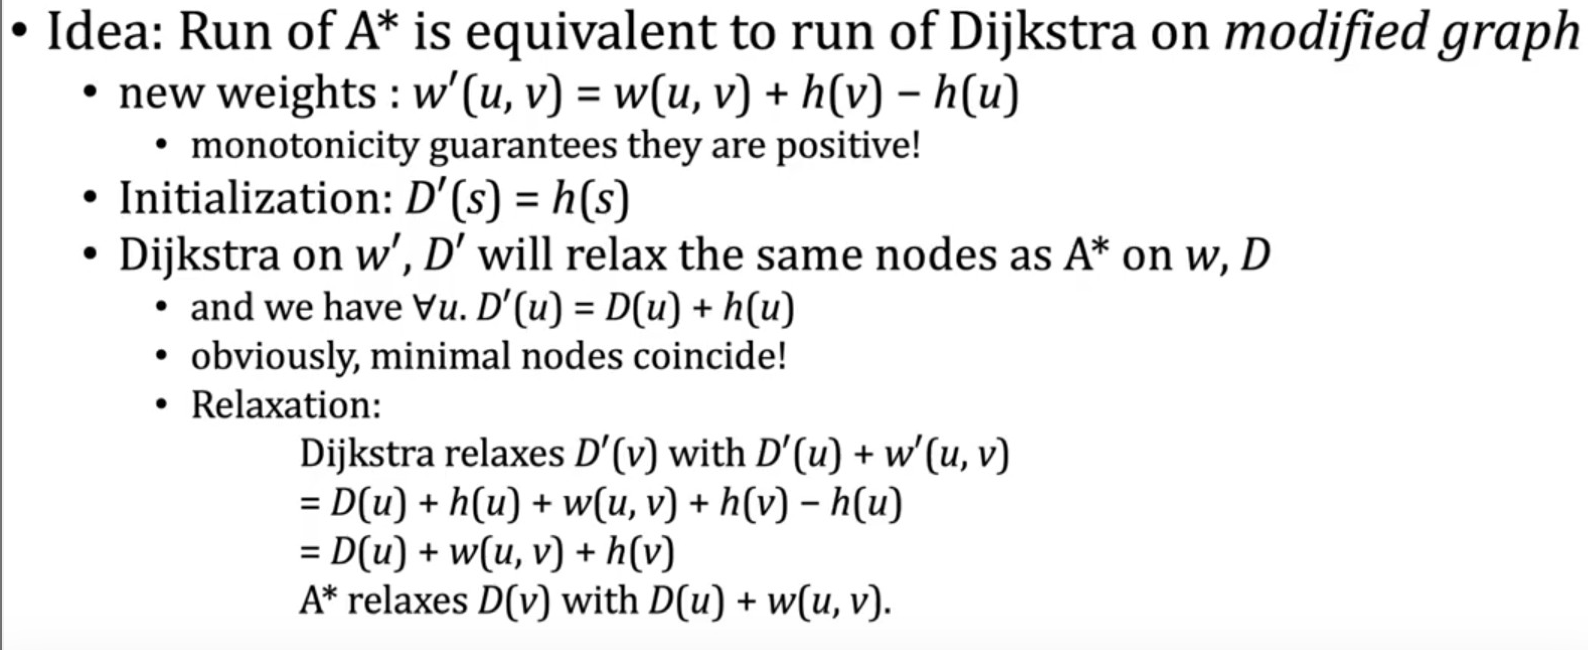 • Idea: Run of A* is equivalent to run of Dijkstra on modified graph
• new weights : w′(u, v) = w(u, v) + h(v) − h(u)
• monotonicity guarantees they are positive!
• Initialization: D′(s) = h(s)
• Dijkstra on w′, D′ will relax the same nodes as A* on w, D
• and we have ∀u. D′(u) = D(u) + h(u)
• obviously, minimal nodes coincide!
• Relaxation:
Dijkstra relaxes D′(v) with D′(u) + w′(u, v)
= D(u) + h(u) + w(u, v) + h(v) − h(u)
= D(u) + w(u, v) + h(v)
A* relaxes D(v) with D(u) + w(u, v).